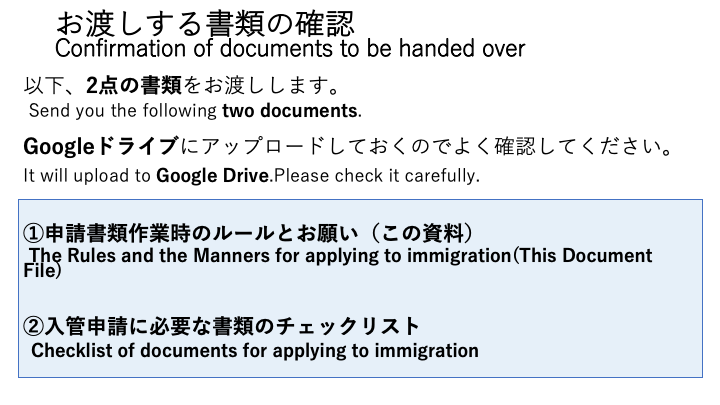 お渡しする書類の確認
Confirmation of documents to be handed over
以下、2点の書類をお渡しします。
Send you the following two documents.
Googleドライブにアップロードしておくのでよく確認してください。
It will upload to Google Drive.Please check it carefully.
①申請書類作業時のルールとお願い（この資料）
The Rules and the Manners for applying to immigration(This Document
File)
②入管申請に必要な書類のチェックリスト
Checklist of documents for applying to immigration